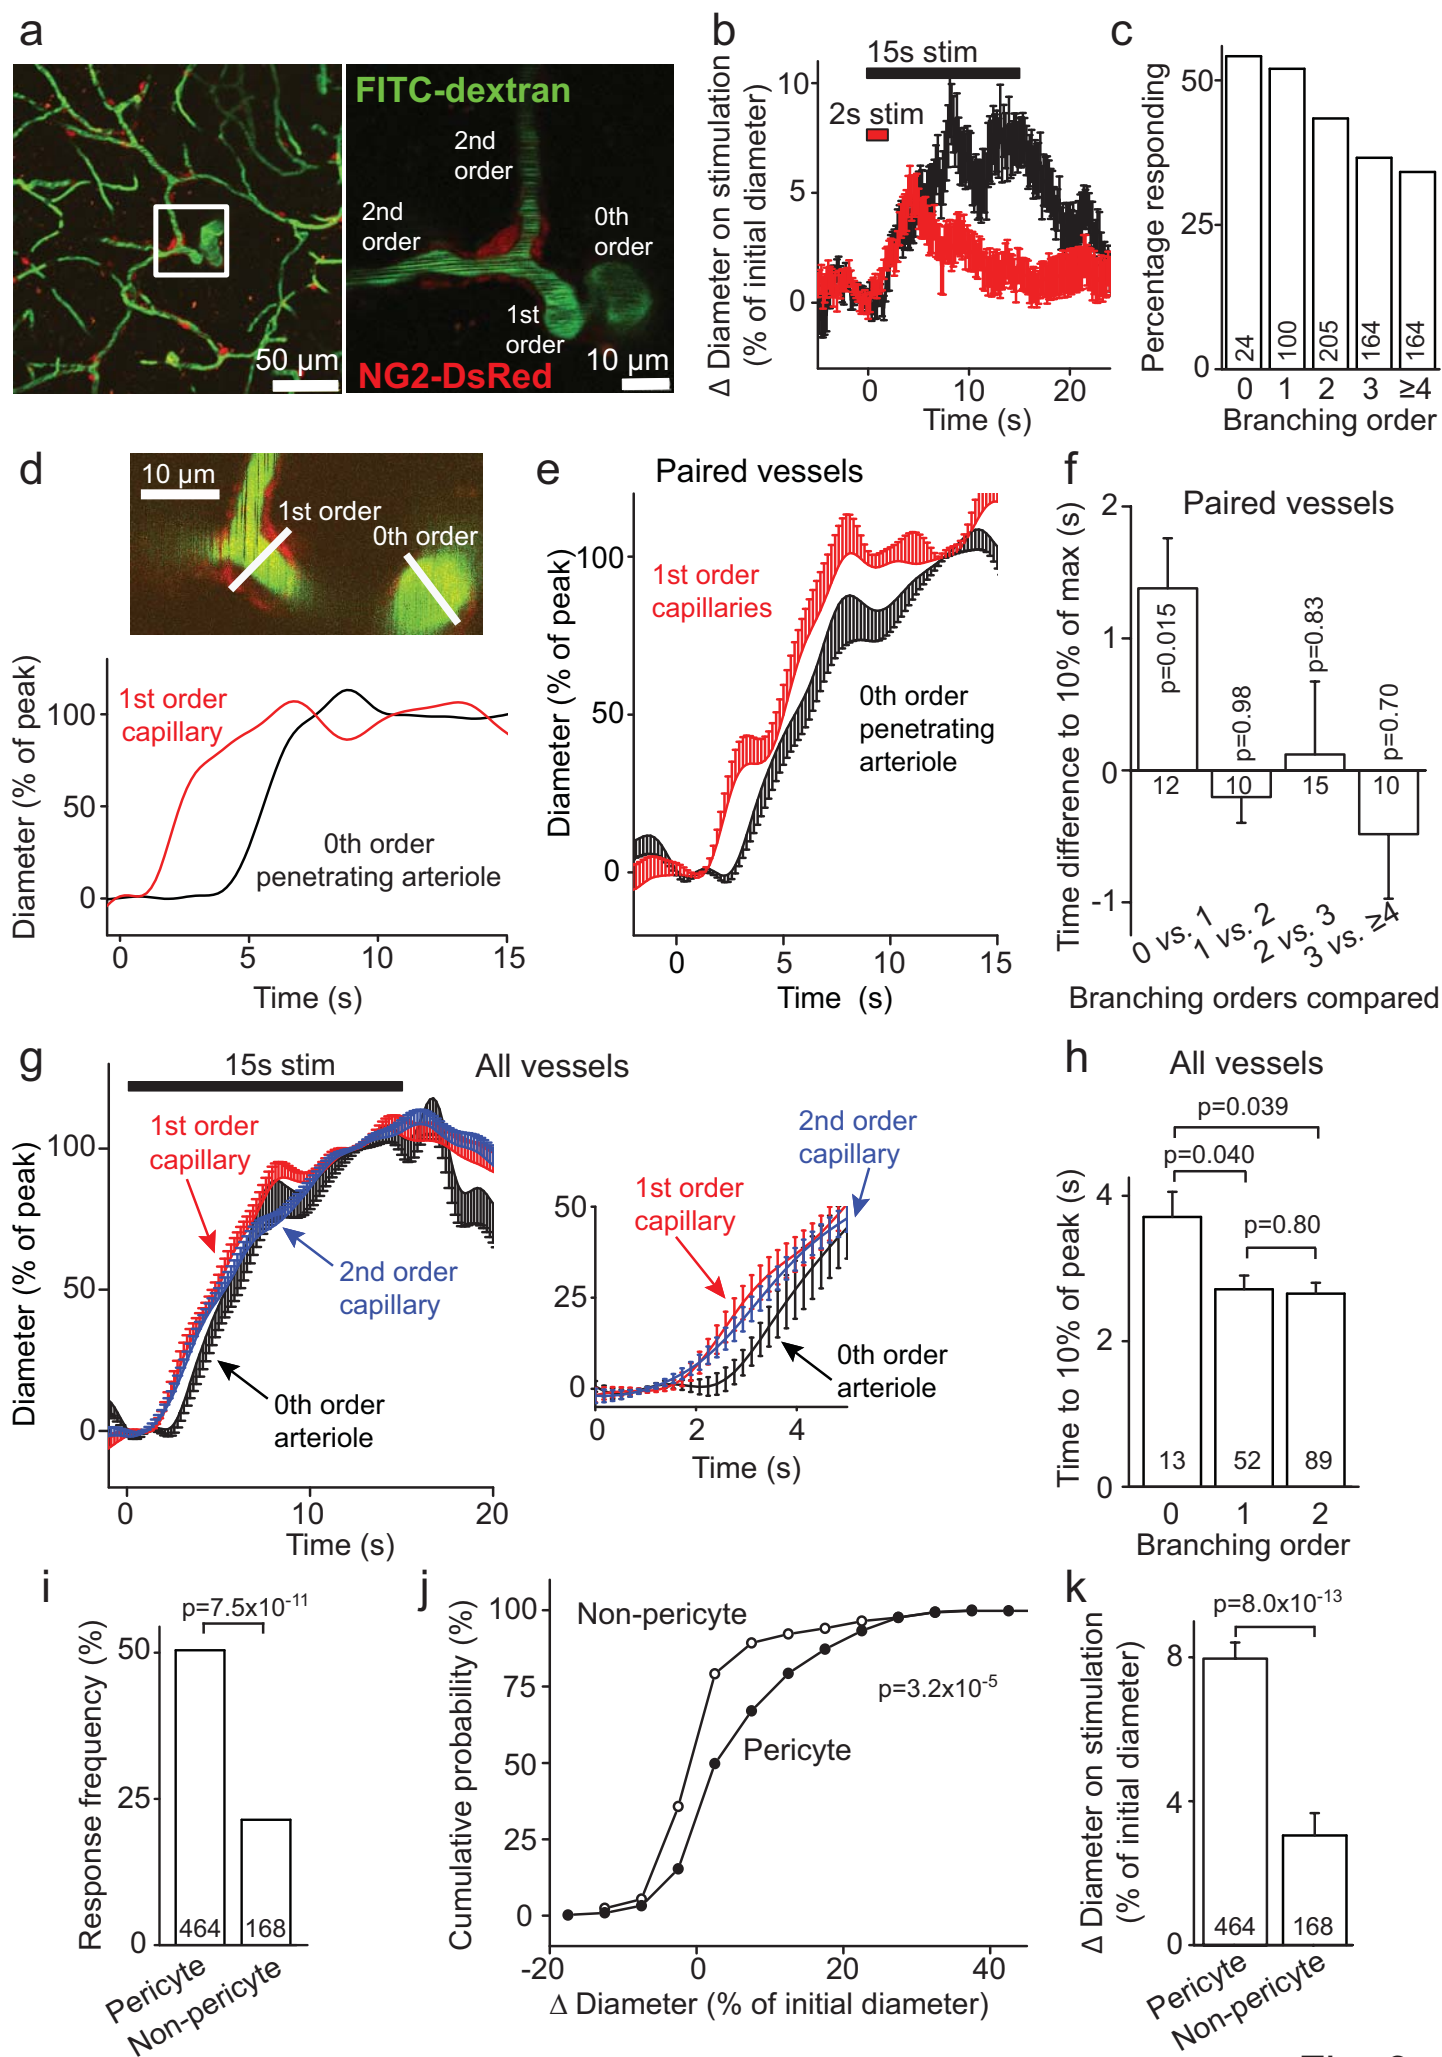 a
FITC-dextran
2nd
order
2nd
order
0th
order
1st
order
NG2-DsRed
50 µm
10 µm
b
15s stim
2s stim
Δ Diameter on stimulation
(% of initial diameter)
10
5
0
0 10 20
Time (s)
c
Percentage responding
50
25
0
24 100 205 164 164
0 1 2 3 ≥4
Branching order
d
10 µm
1st order
0th order
Diameter (% of peak)
100
50
0
1st order
capillary
0th order
penetrating arteriole
0 5 10 15
Time (s)
e
Paired vessels
Diameter (% of peak)
100
50
0
1st order
capillaries
0th order
penetrating
arteriole
0 5 10 15
Time (s)
f
Paired vessels
Time difference to 10% of max (s)
2
1
0
-1
p=0.015
p=0.98
p=0.83
p=0.70
12 10 15 10
0 vs. 1
1 vs. 2
2 vs. 3
3 vs. ≥4
Branching orders compared
g
15s stim
All vessels
Diameter (% of peak)
100
50
0
1st order
capillary
2nd order
capillary
0th order
arteriole
0 10 20
Time (s)
50
25
0
2nd order
capillary
1st order
capillary
0th order
arteriole
0 2 4
Time (s)
h
All vessels
p=0.039
p=0.040
p=0.80
Time to 10% of peak (s)
4
2
0
13 52 89
0 1 2
Branching order
i
p=7.5x10-11
Response frequency (%)
50
25
0
464 168
Pericyte
Non-pericyte
j
Cumulative probability (%)
100
75
50
25
0
Non-pericyte
p=3.2x10-5
Pericyte
-20 0 20 40
Δ Diameter (% of initial diameter)
k
p=8.0x10-13
Δ Diameter on stimulation
(% of initial diameter)
8
4
0
464 168
Pericyte
Non-pericyte